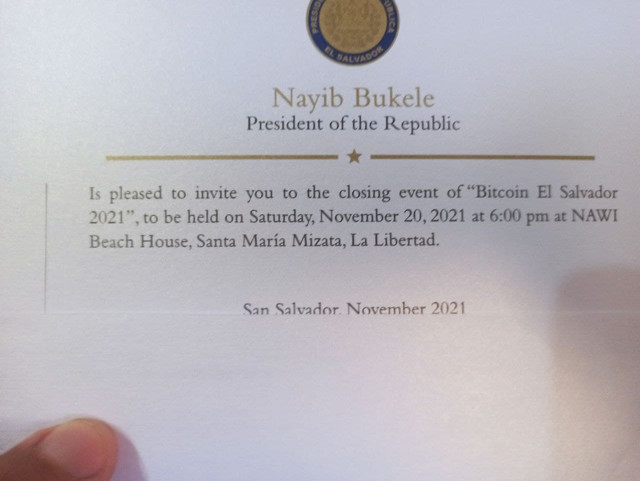 PRESID
PUBLICA
EL SALVADOR
Nayib Bukele
President of the Republic
Is pleased to invite you to the closing event of “Bitcoin El Salvador
2021”, to be held on Saturday, November 20, 2021 at 6:00 pm at NAWI
Beach House, Santa María Mizata, La Libertad.
San Salvador, November 2021